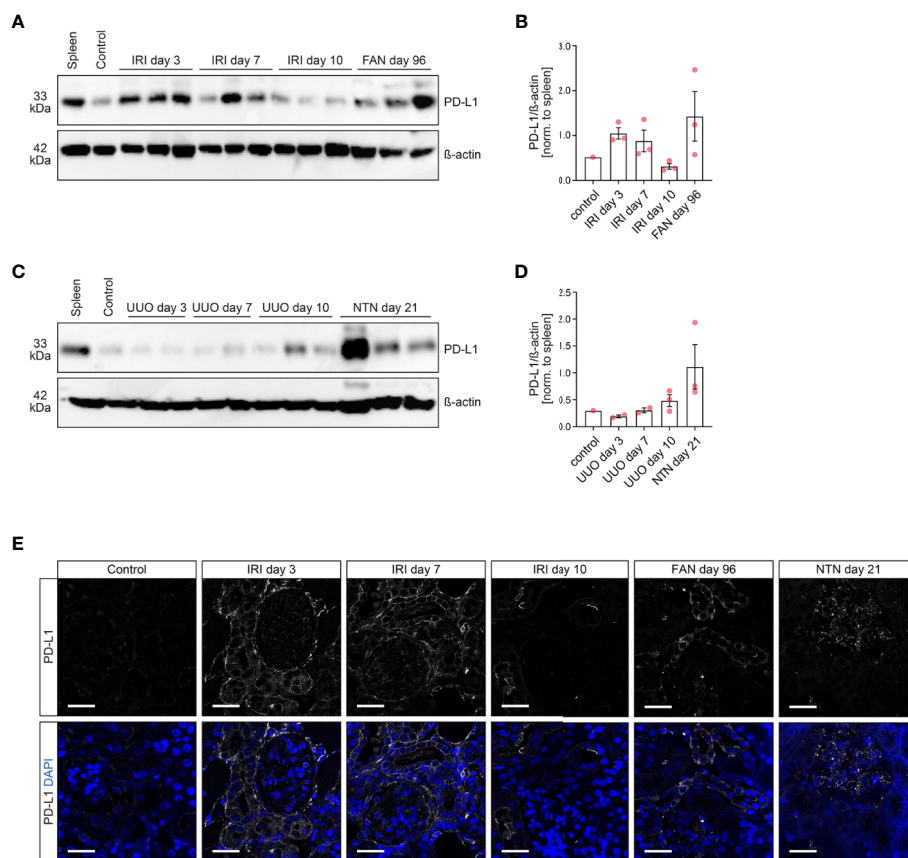 A
Spleen
Control
IRI day 3
IRI day 7
IRI day 10
FAN day 96
33
kDa
PD-L1
42
kDa
ß-actin
B
PD-L1/ß-actin
[norm. to spleen]
3.0
2.0
1.0
0.0
control
IRI day 3
IRI day 7
IRI day 10
FAN day 96
C
Spleen
Control
UUO day 3
UUO day 7
UUO day 10
NTN day 21
33
kDa
PD-L1
42
kDa
ß-actin
D
PD-L1/ß-actin
[norm. to spleen]
2.5
2.0
1.5
1.0
0.5
0
control
UUO day 3
UUO day 7
UUO day 10
NTN day 21
E
Control
IRI day 3
IRI day 7
IRI day 10
FAN day 96
NTN day 21
PD-L1
PD-L1 DAPI